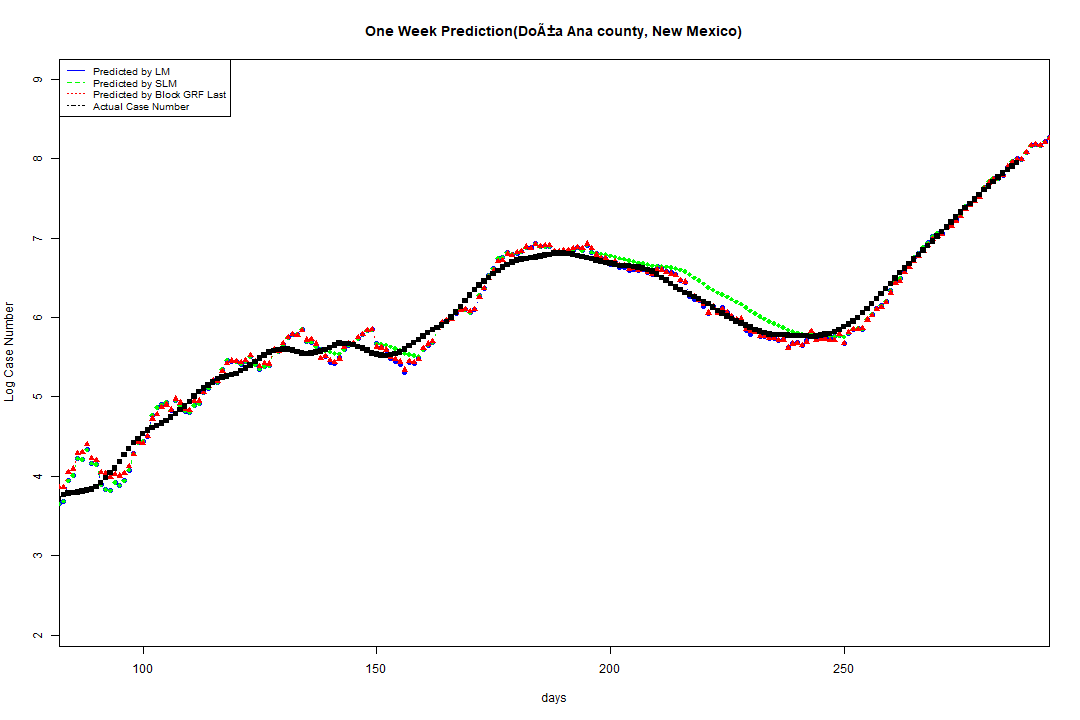 One Week Prediction(DoÃ±a Ana county, New Mexico)
Predicted by LM
Predicted by SLM
Predicted by Block GRF Last
Actual Case Number
Log Case Number
9
8
7
6
5
4
3
2
100 150 200 250
days